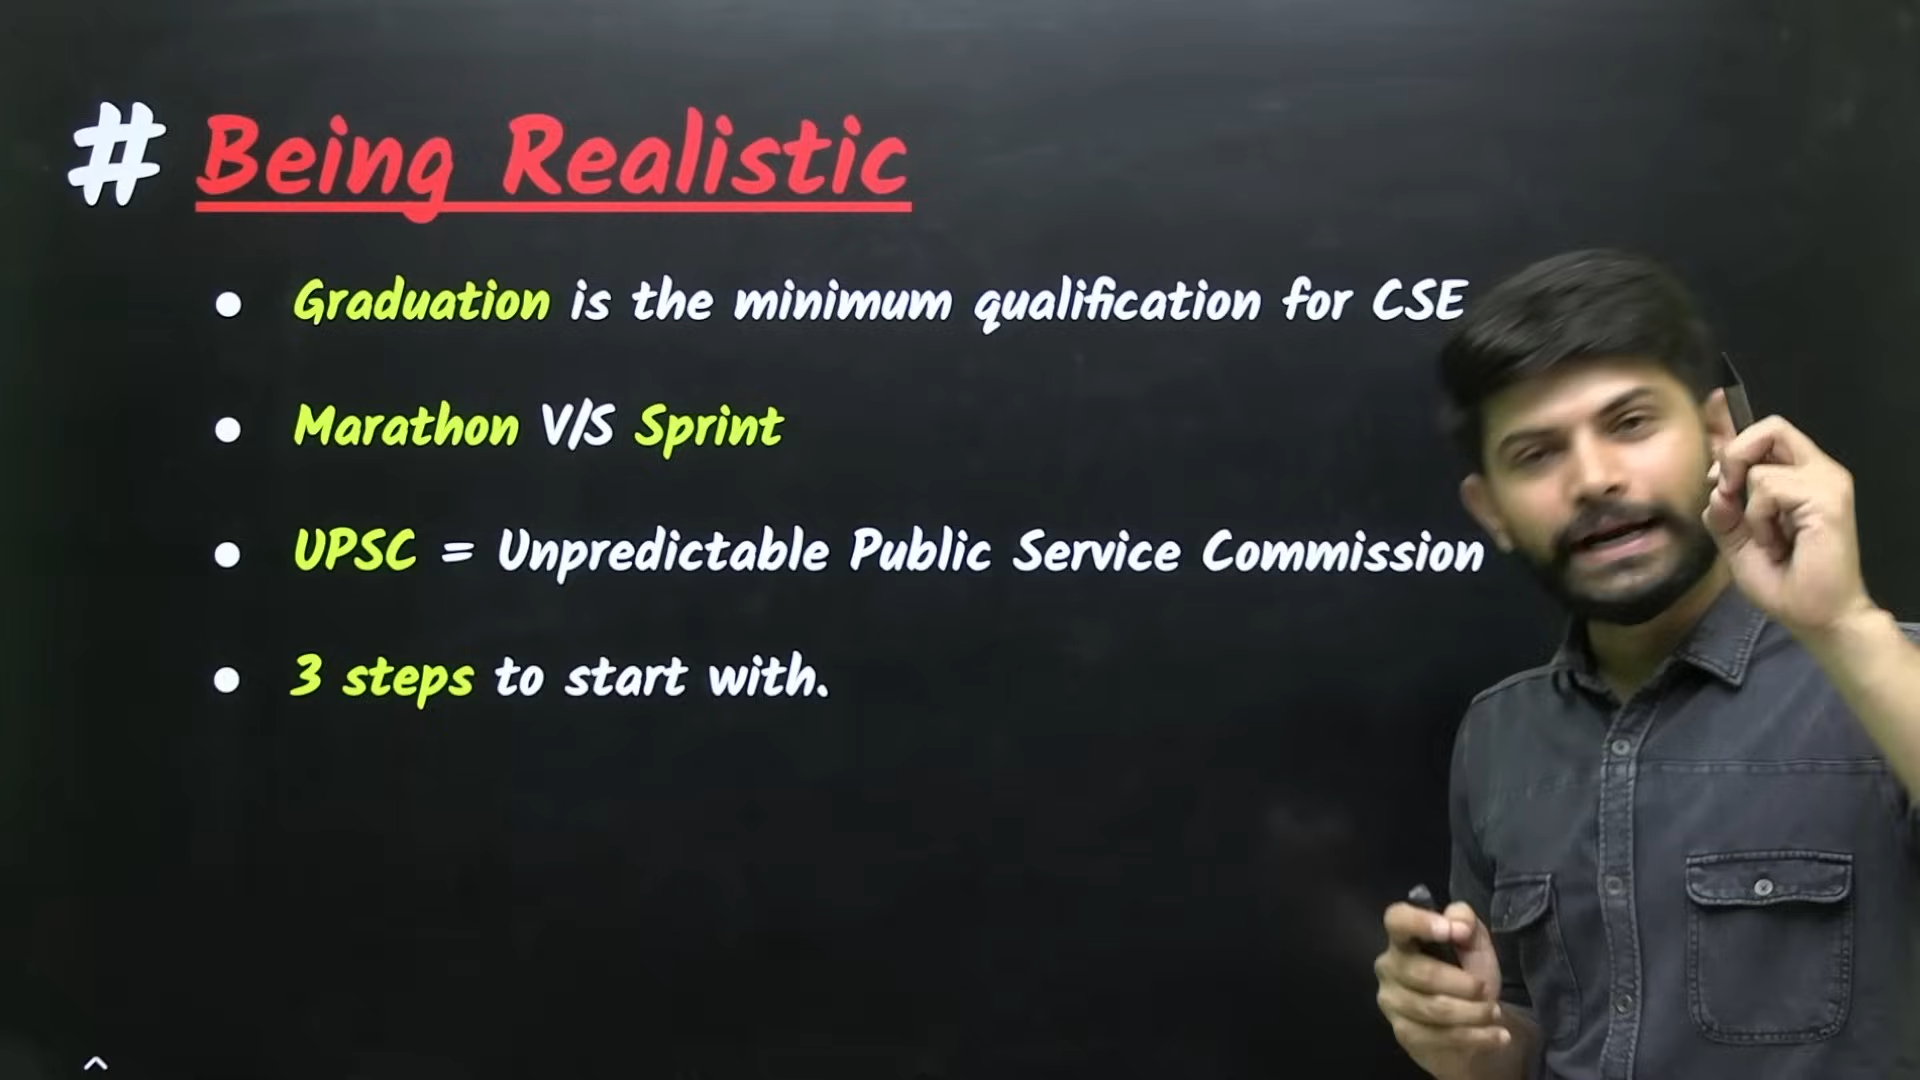 # Being Realistic
• Graduation is the minimum qualification for CSE
• Marathon V/S Sprint
• UPSC = Unpredictable Public Service Commission
• 3 steps to start with.